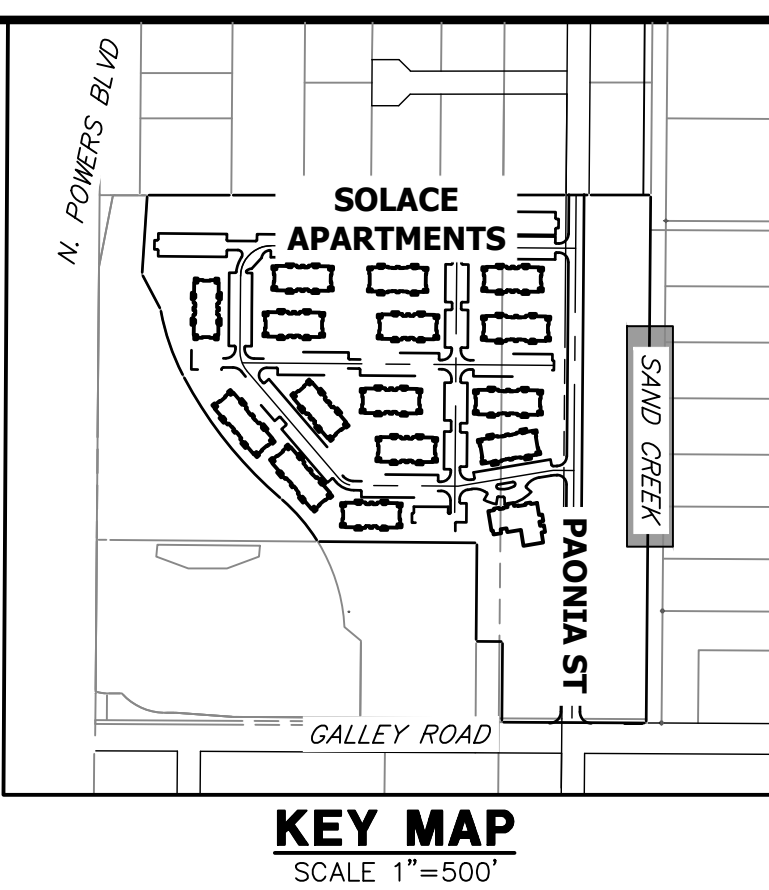 N. POWERS BLVD
SOLACE
APARTMENTS
SAND CREEK
PAONIA ST
GALLEY ROAD
KEY MAP
SCALE 1"=500'